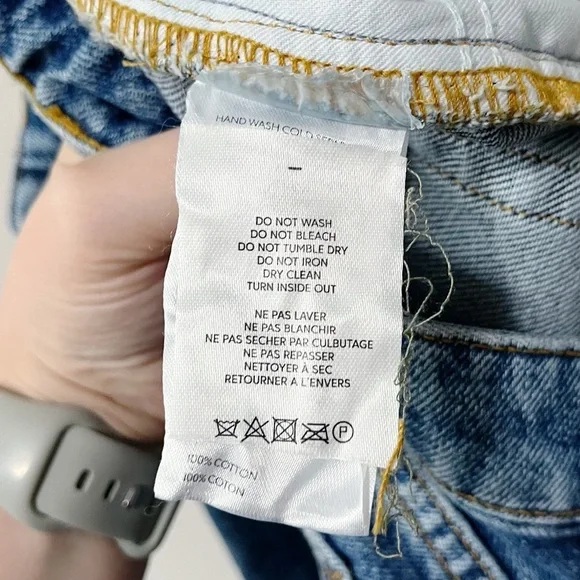 HAND WASH COLD
–
DO NOT WASH
DO NOT BLEACH
DO NOT TUMBLE DRY
DO NOT IRON
DRY CLEAN
TURN INSIDE OUT
NE PAS LAVER
NE PAS BLANCHIR
NE PAS SÉCHER PAR CULBUTAGE
NE PAS REPASSER
NETTOYER À SEC
RETOURNER À L'ENVERS
P
100% COTTON
100% COTON